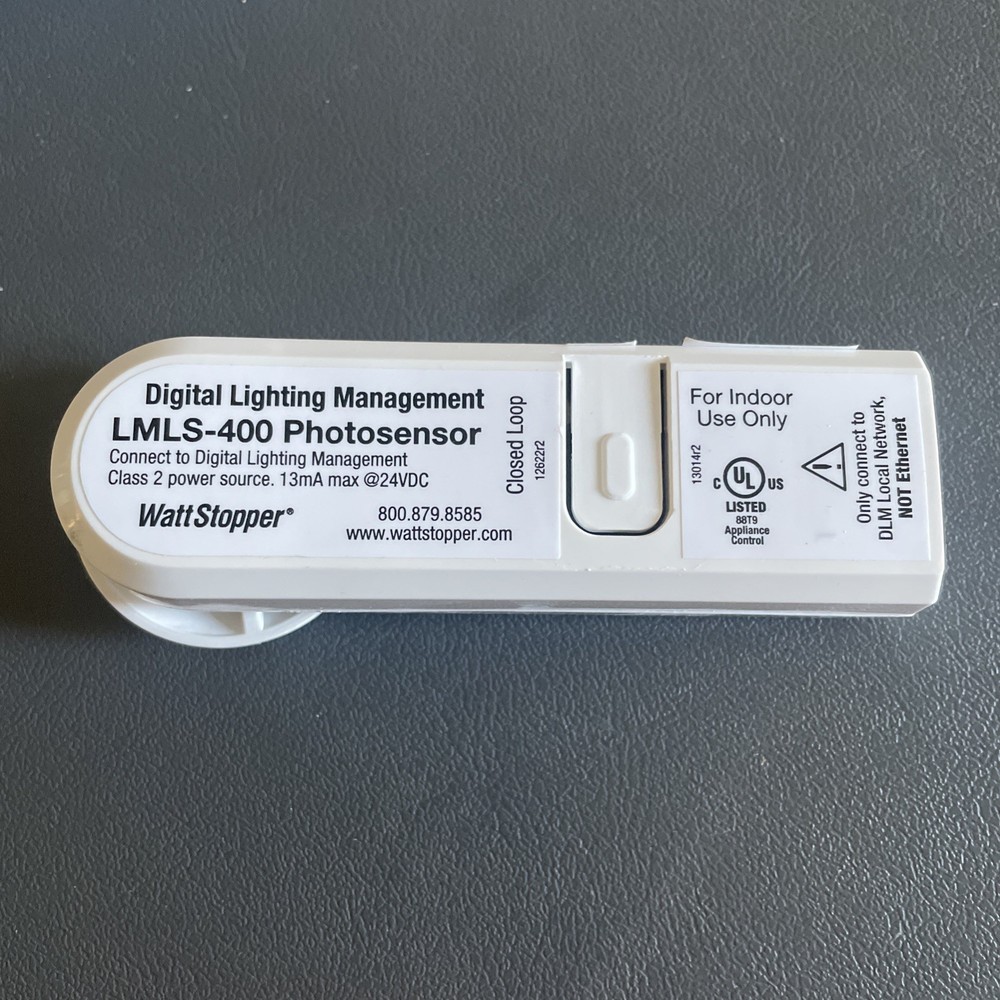 Digital Lighting Management
LMLS-400 Photosensor
Connect to Digital Lighting Management
Class 2 power source. 13mA max @24VDC
WattStopper®
800.879.8585
www.wattstopper.com
Closed Loop
12622r2
For Indoor
Use Only
13014r2
C UL US
LISTED
88T9
Appliance
Control
Only connect to
DLM Local Network,
NOT Ethernet